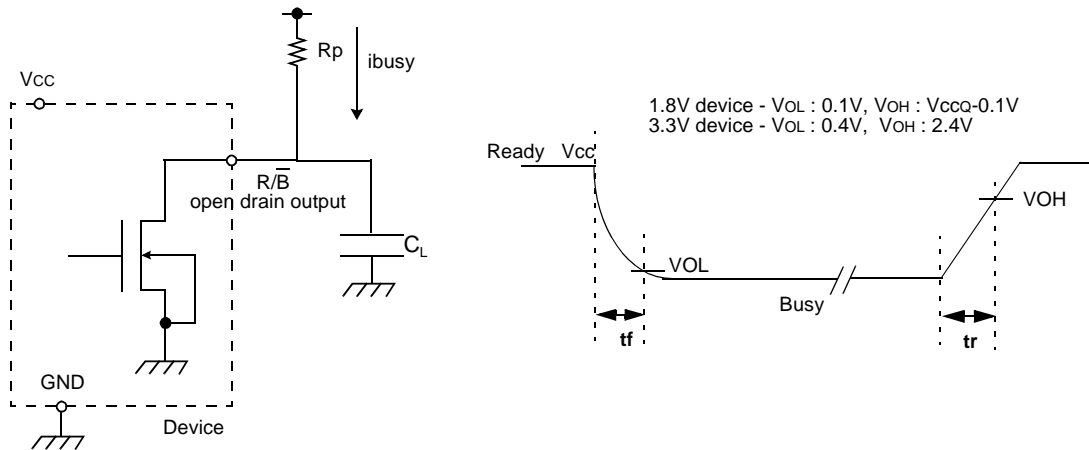 Rp
ibusy
VCC
R/B̅
open drain output
CL
GND
Device
1.8V device - VOL : 0.1V, VOH : VccQ-0.1V
3.3V device - VOL : 0.4V, VOH : 2.4V
Ready Vcc
VOH
VOL
Busy
tf
tr